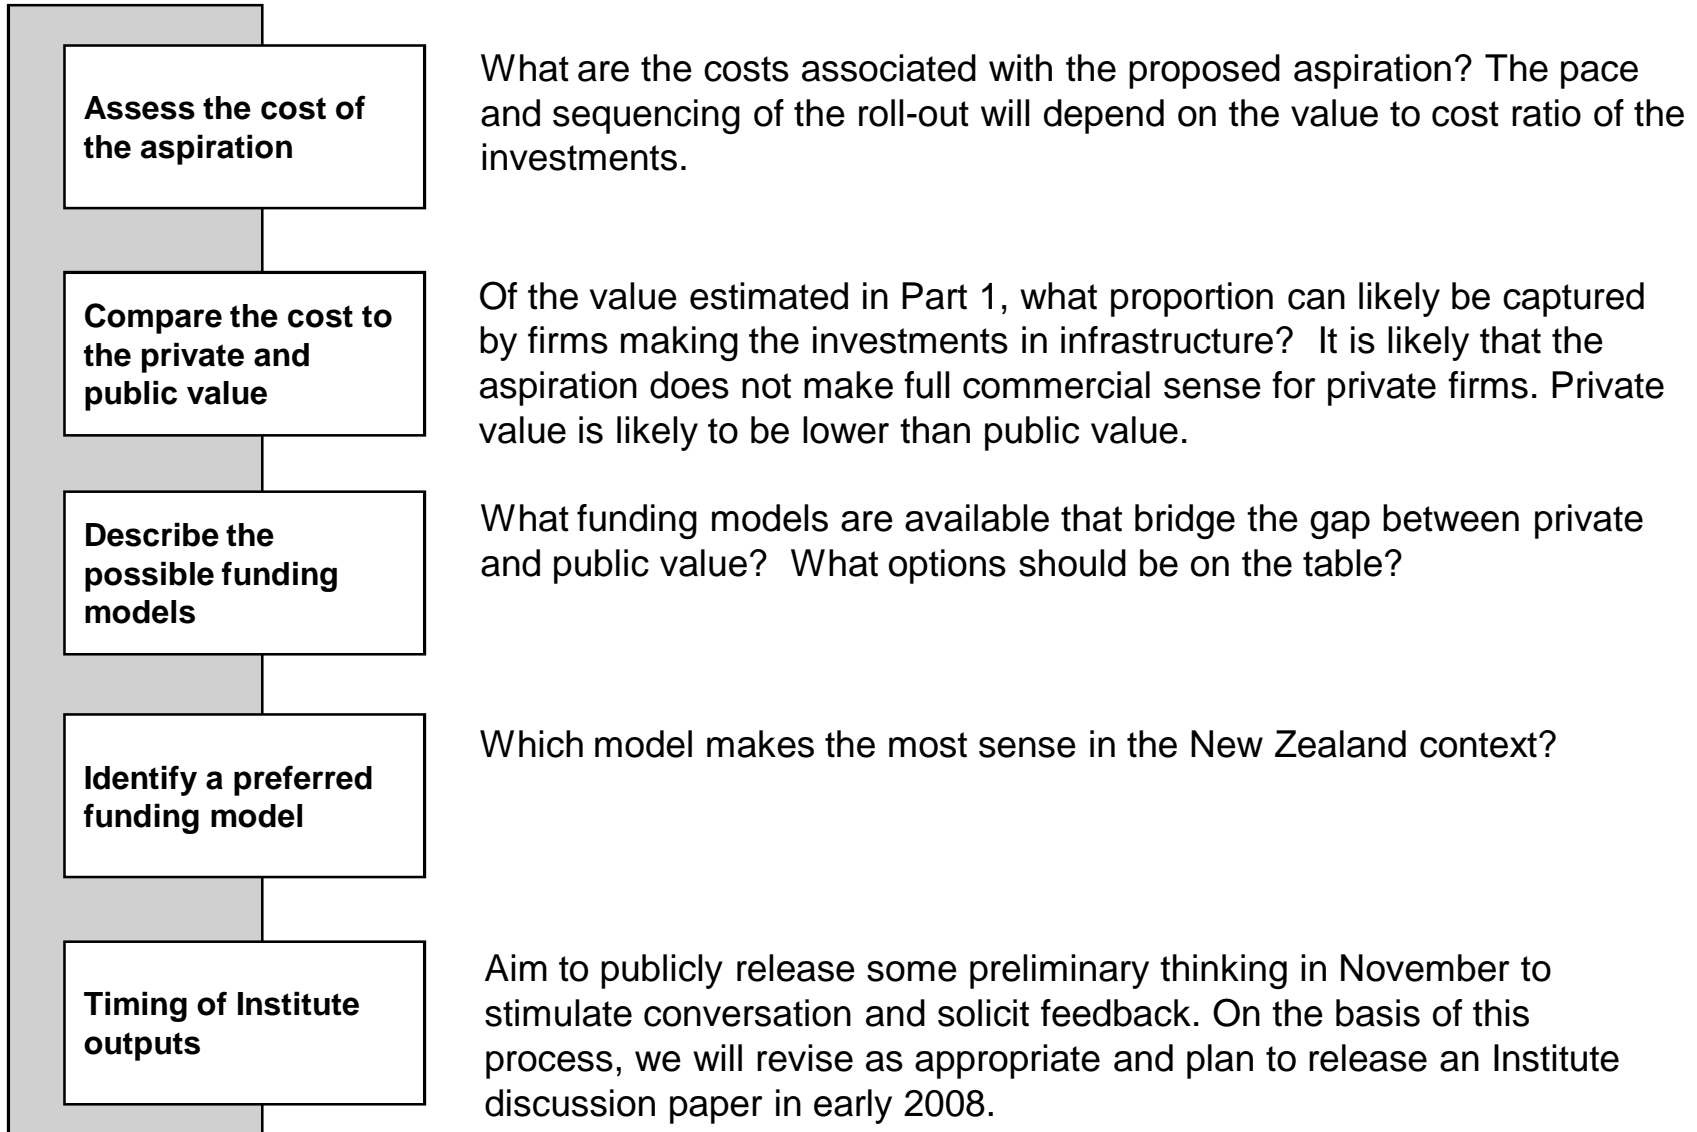 Assess the cost of
the aspiration
What are the costs associated with the proposed aspiration? The pace
and sequencing of the roll-out will depend on the value to cost ratio of the
investments.
Compare the cost to
the private and
public value
Of the value estimated in Part 1, what proportion can likely be captured
by firms making the investments in infrastructure?  It is likely that the
aspiration does not make full commercial sense for private firms. Private
value is likely to be lower than public value.
Describe the
possible funding
models
What funding models are available that bridge the gap between private
and public value?  What options should be on the table?
Identify a preferred
funding model
Which model makes the most sense in the New Zealand context?
Timing of Institute
outputs
Aim to publicly release some preliminary thinking in November to
stimulate conversation and solicit feedback. On the basis of this
process, we will revise as appropriate and plan to release an Institute
discussion paper in early 2008.